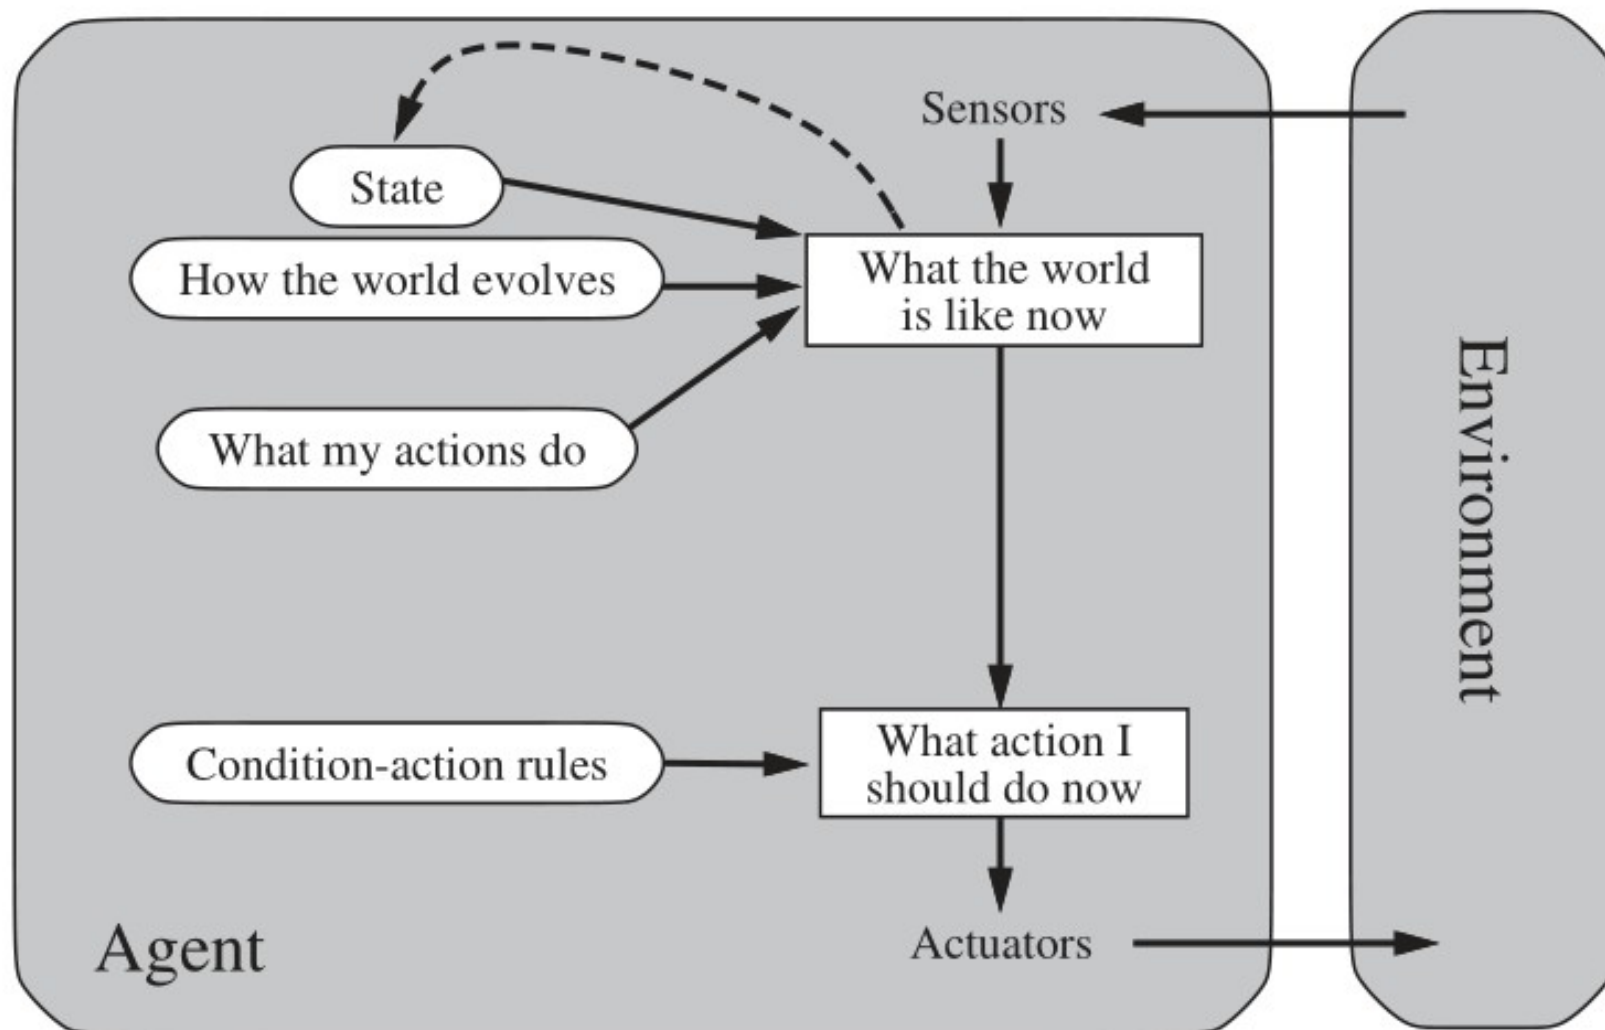 Sensors
State
What the world
is like now
How the world evolves
What my actions do
Environment
Condition-action rules
What action I
should do now
Agent
Actuators